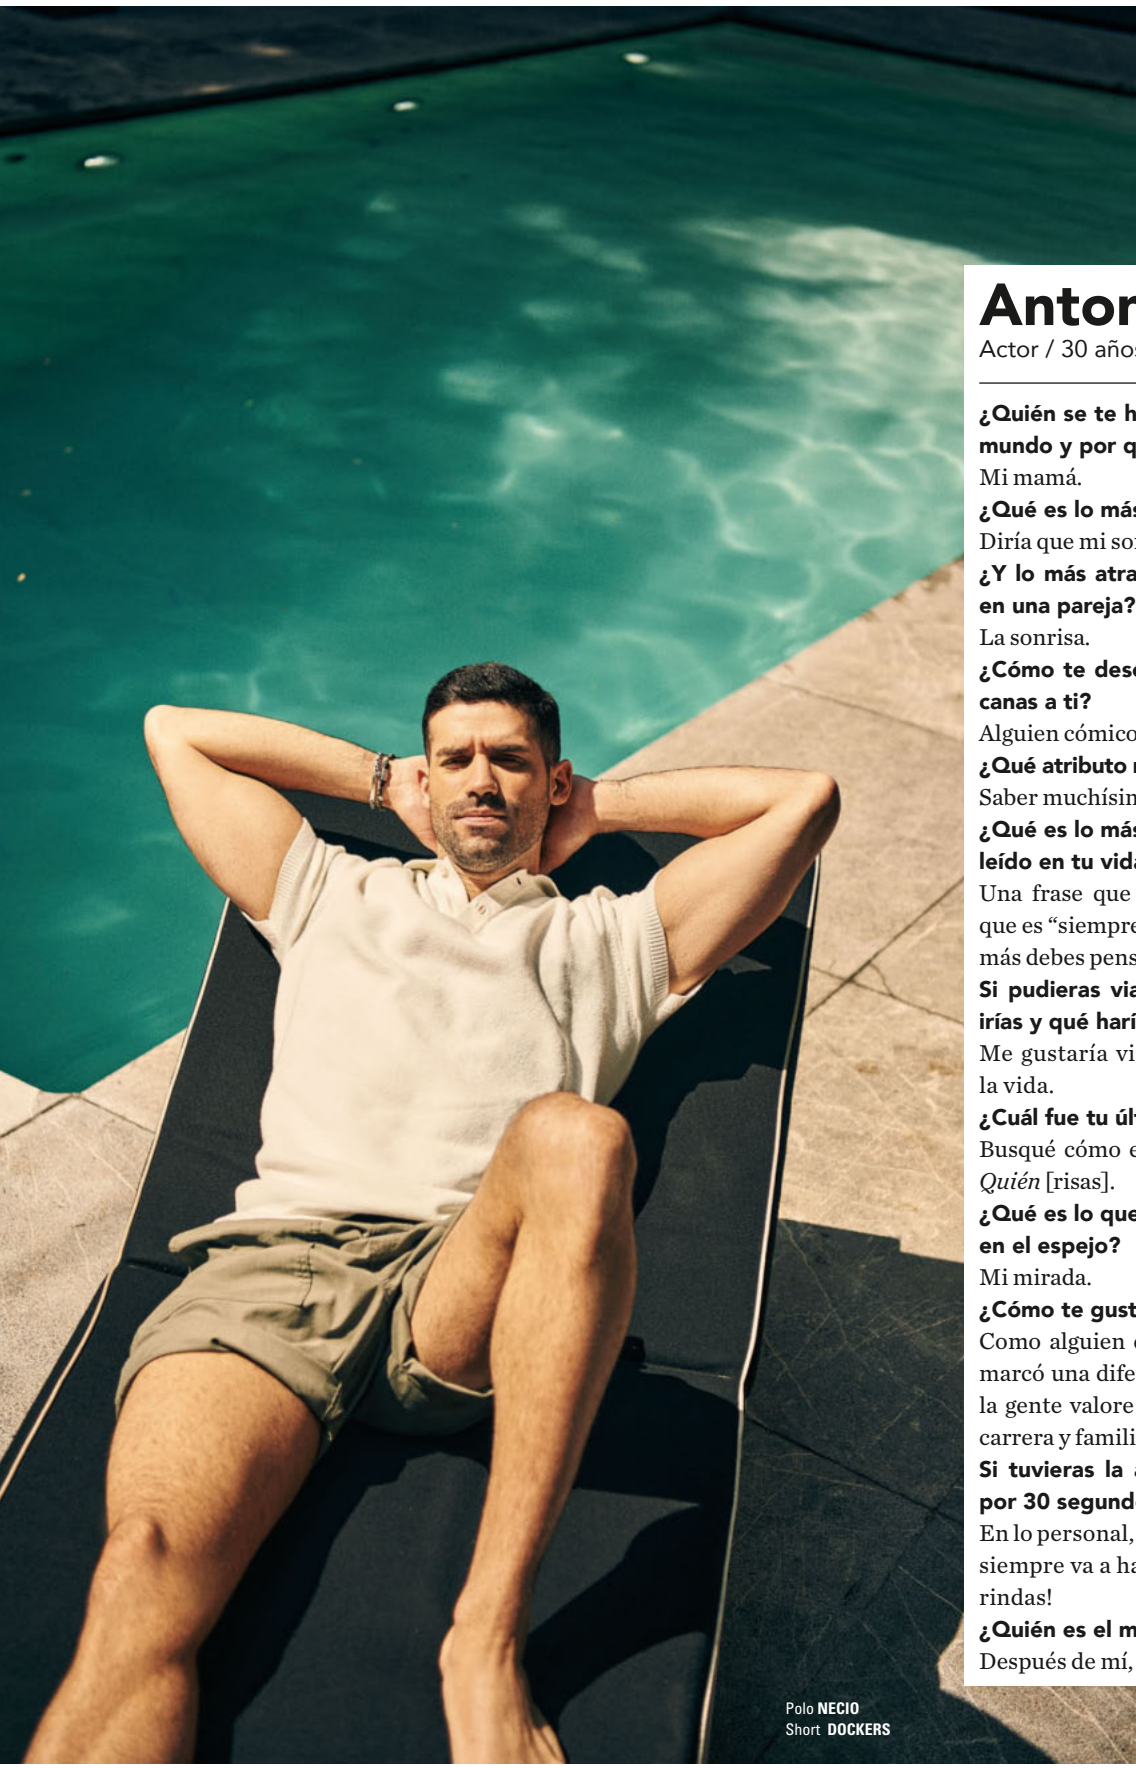 Anton
Actor / 30 años
¿Quién se te h
mundo y por q
Mi mamá.
¿Qué es lo más
Diría que mi son
¿Y lo más atra
en una pareja?
La sonrisa.
¿Cómo te desc
canas a ti?
Alguien cómico
¿Qué atributo
Saber muchísim
¿Qué es lo más
leído en tu vida
Una frase que
que es “siempre
más debes pens
Si pudieras via
irías y qué harí
Me gustaría vi
la vida.
¿Cuál fue tu últ
Busqué cómo e
Quién [risas].
¿Qué es lo que
en el espejo?
Mi mirada.
¿Cómo te gust
Como alguien
marcó una dife
la gente valore
carrera y famili
Si tuvieras la a
por 30 segund
En lo personal,
siempre va a ha
rindas!
¿Quién es el m
Después de mí,
Polo NECIO
Short DOCKERS